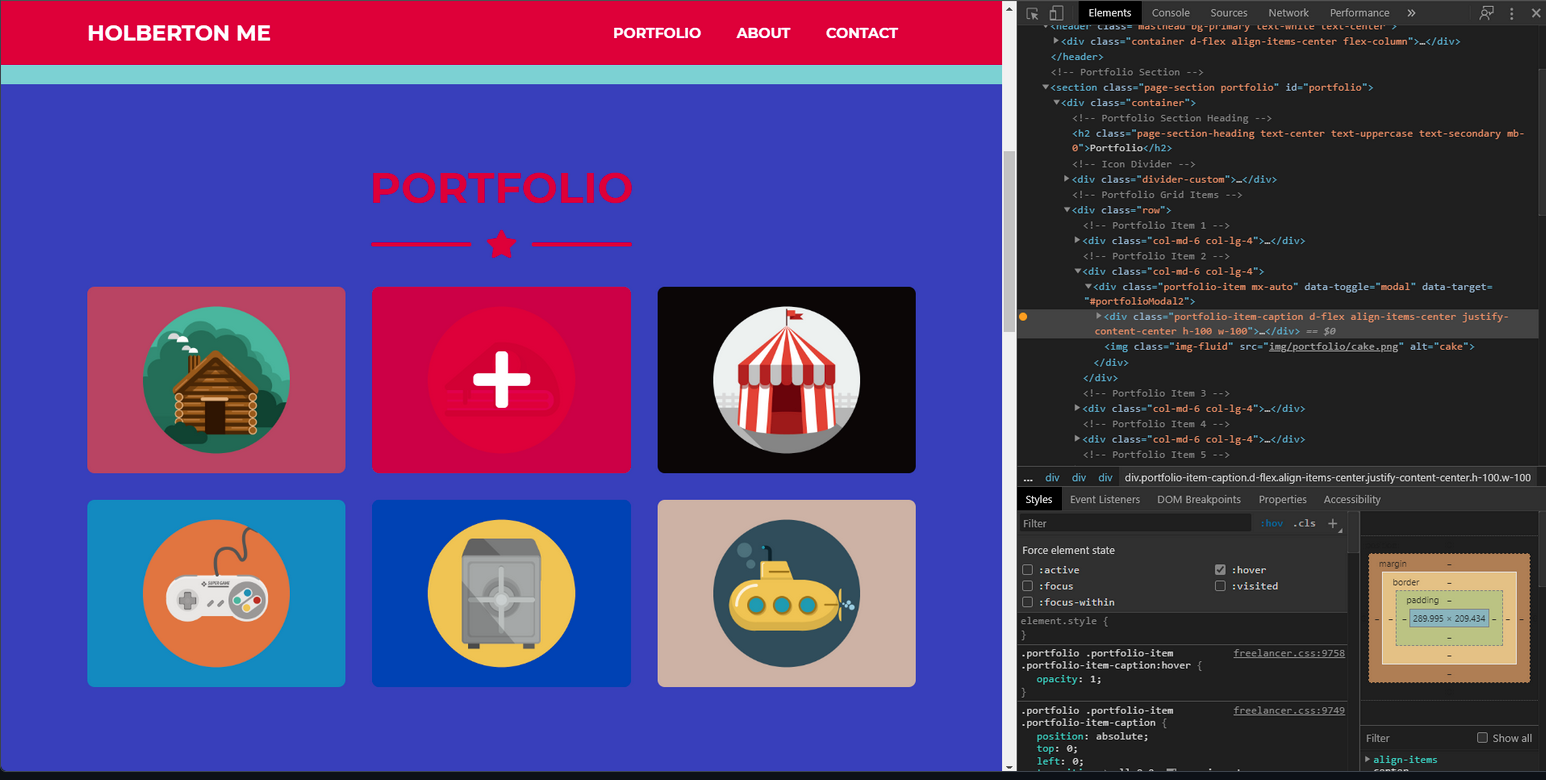 HOLBERTON ME
PORTFOLIO ABOUT CONTACT
PORTFOLIO
SUPER GAME
Elements Console Sources Network Performance »
<header class="masthead bg-primary text-white text-center">
<div class="container d-flex align-items-center flex-column">…</div>
</header>
<!-- Portfolio Section -->
<section class="page-section portfolio" id="portfolio">
<div class="container">
<!-- Portfolio Section Heading -->
<h2 class="page-section-heading text-center text-uppercase text-secondary mb-
0">Portfolio</h2>
<!-- Icon Divider -->
<div class="divider-custom">…</div>
<!-- Portfolio Grid Items -->
<div class="row">
<!-- Portfolio Item 1 -->
<div class="col-md-6 col-lg-4">…</div>
<!-- Portfolio Item 2 -->
<div class="col-md-6 col-lg-4">
<div class="portfolio-item mx-auto" data-toggle="modal" data-target=
"#portfolioModal2">
<div class="portfolio-item-caption d-flex align-items-center justify-
content-center h-100 w-100">…</div> == $0
<img class="img-fluid" src="img/portfolio/cake.png" alt="cake">
</div>
</div>
<!-- Portfolio Item 3 -->
<div class="col-md-6 col-lg-4">…</div>
<!-- Portfolio Item 4 -->
<div class="col-md-6 col-lg-4">…</div>
<!-- Portfolio Item 5 -->
... div div div div.portfolio-item-caption.d-flex.align-items-center.justify-content-center.h-100.w-100
Styles Event Listeners DOM Breakpoints Properties Accessibility
Filter :hov .cls +
Force element state
:active :hover
:focus :visited
:focus-within
element.style {
}
.portfolio .portfolio-item freelancer.css:9758
.portfolio-item-caption:hover {
opacity: 1;
}
.portfolio .portfolio-item freelancer.css:9749
.portfolio-item-caption {
position: absolute;
top: 0;
left: 0;
margin -
border -
padding -
- - - 289.995 × 209.434 - - -
-
-
-
Filter Show all
align-items